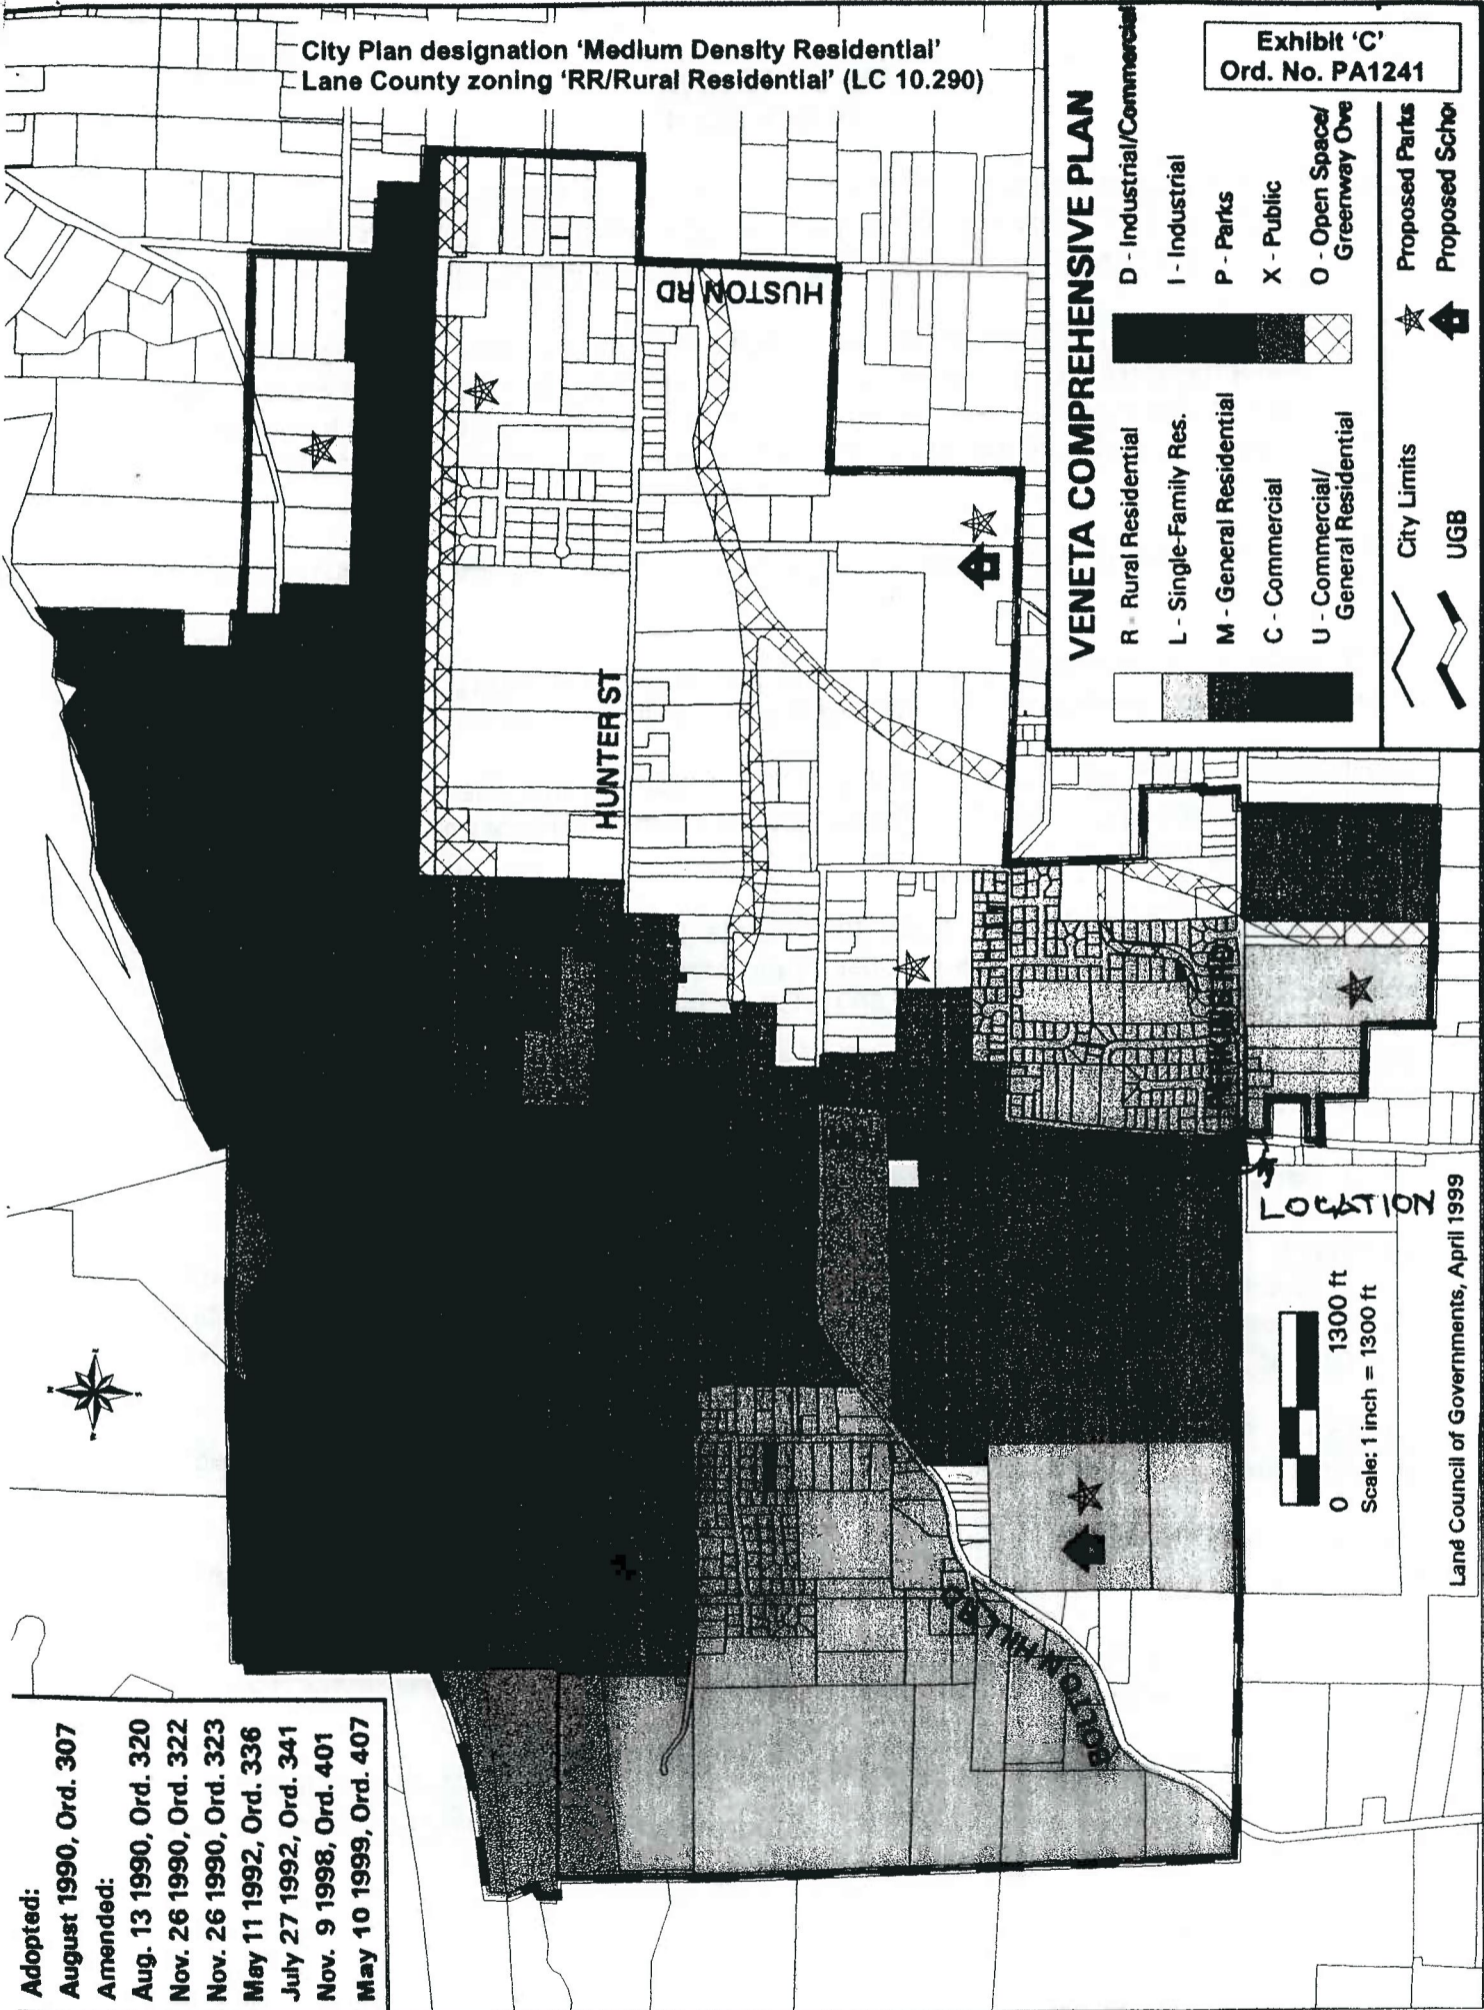 City Plan designation 'Medium Density Residential'
Lane County zoning 'RR/Rural Residential' (LC 10.290)
Exhibit 'C'
Ord. No. PA1241
Adopted:
August 1990, Ord. 307
Amended:
Aug. 13 1990, Ord. 320
Nov. 26 1990, Ord. 322
Nov. 26 1990, Ord. 323
May 11 1992, Ord. 336
July 27 1992, Ord. 341
Nov. 9 1998, Ord. 401
May 10 1999, Ord. 407
N
E
S
W
HUSTON RD
HUNTER ST
BOLTON HILL RD
LOCATION
VENETA COMPREHENSIVE PLAN
R - Rural Residential
L - Single-Family Res.
M - General Residential
C - Commercial
U - Commercial/
General Residential
D - Industrial/Commercial
I - Industrial
P - Parks
X - Public
O - Open Space/
Greenway Ove
City Limits
UGB
Proposed Parks
Proposed Schoo
0 1300 ft
Scale: 1 inch = 1300 ft
Land Council of Governments, April 1999